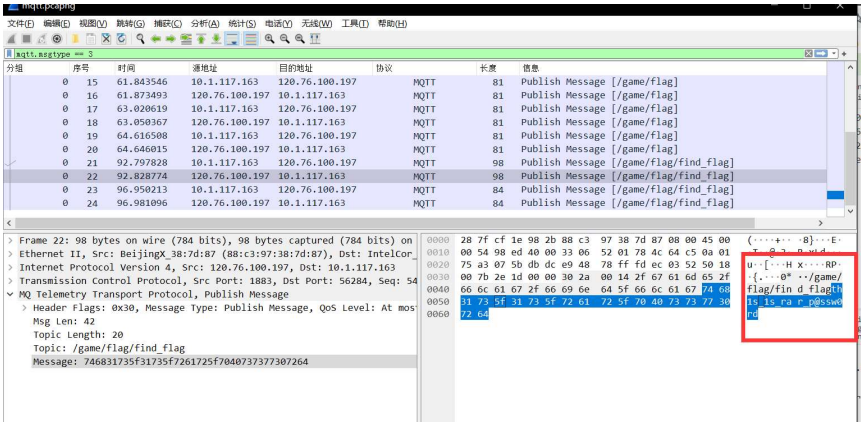 mqtt.pcapng
文件(F) 编辑(E) 视图(V) 跳转(G) 捕获(C) 分析(A) 统计(S) 电话(Y) 无线(W) 工具(T) 帮助(H)
mqtt.msgtype == 3
分组 序号 时间 源地址 目的地址 协议 长度 信息
0 15 61.843546 10.1.117.163 120.76.100.197 MQTT 81 Publish Message [/game/flag]
0 16 61.873493 120.76.100.197 10.1.117.163 MQTT 81 Publish Message [/game/flag]
0 17 63.020619 10.1.117.163 120.76.100.197 MQTT 81 Publish Message [/game/flag]
0 18 63.050367 120.76.100.197 10.1.117.163 MQTT 81 Publish Message [/game/flag]
0 19 64.616508 10.1.117.163 120.76.100.197 MQTT 81 Publish Message [/game/flag]
0 20 64.646015 120.76.100.197 10.1.117.163 MQTT 81 Publish Message [/game/flag]
0 21 92.797828 10.1.117.163 120.76.100.197 MQTT 98 Publish Message [/game/flag/find_flag]
0 22 92.828774 120.76.100.197 10.1.117.163 MQTT 98 Publish Message [/game/flag/find_flag]
0 23 96.950213 10.1.117.163 120.76.100.197 MQTT 84 Publish Message [/game/flag/find_flag]
0 24 96.981096 120.76.100.197 10.1.117.163 MQTT 84 Publish Message [/game/flag/find_flag]
Frame 22: 98 bytes on wire (784 bits), 98 bytes captured (784 bits) on
Ethernet II, Src: BeijingX_38:7d:87 (88:c3:97:38:7d:87), Dst: IntelCor_
Internet Protocol Version 4, Src: 120.76.100.197, Dst: 10.1.117.163
Transmission Control Protocol, Src Port: 1883, Dst Port: 56284, Seq: 54
MQ Telemetry Transport Protocol, Publish Message
Header Flags: 0x30, Message Type: Publish Message, QoS Level: At mos
Msg Len: 42
Topic Length: 20
Topic: /game/flag/find_flag
Message: 746831735f31735f7261725f7040737377307264
0000 28 7f cf 1e 98 2b 88 c3 97 38 7d 87 08 00 45 00 (····+·· ·8}···E·
0010 00 54 98 ed 40 00 33 06 52 01 78 4c 64 c5 0a 01
0020 75 a3 07 5b db dc e9 48 78 ff fd ec 03 52 50 18 u··[···H x····RP·
0030 00 7b 2e 1d 00 00 30 2a 00 14 2f 67 61 6d 65 2f ·{.···0* ··/game/
0040 66 6c 61 67 2f 66 69 6e 64 5f 66 6c 61 67 74 68 flag/fin d_flagth
0050 31 73 5f 31 73 5f 72 61 72 5f 70 40 73 73 77 30 1s_1s_ra r_p@ssw0
0060 72 64 rd